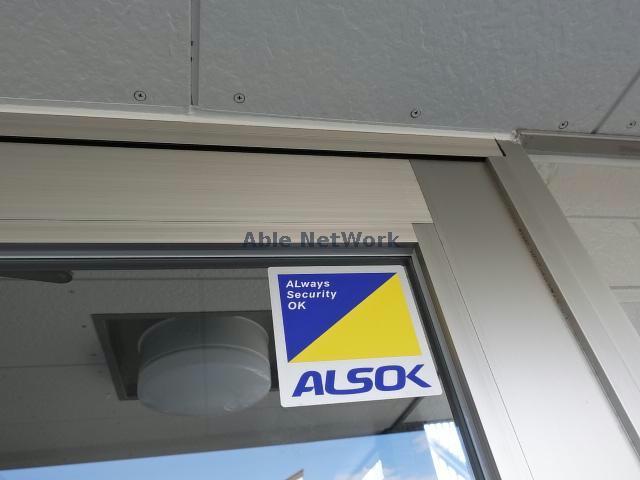 Able NetWork
ALways
Security
OK
ALSOK